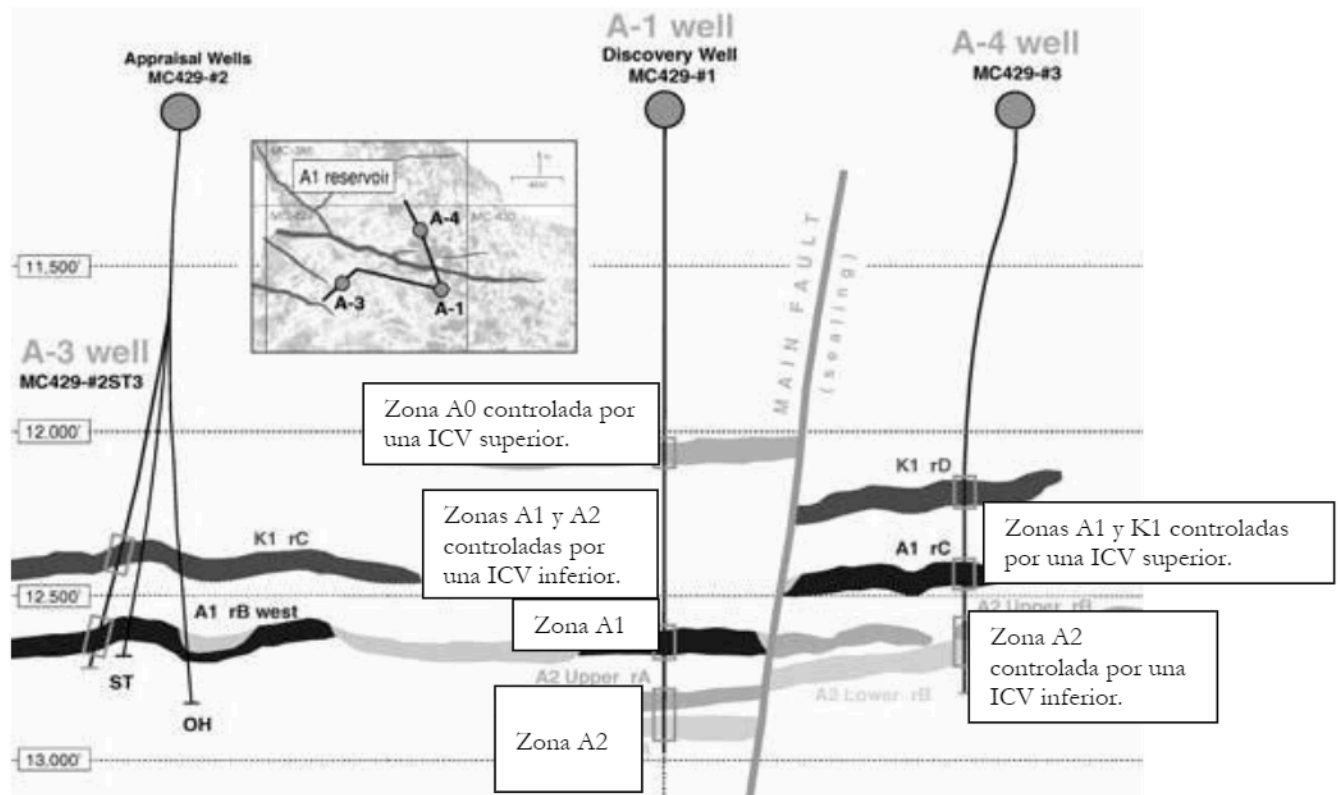 Appraisal Wells
MC429-#2
A-1 well
Discovery Well
MC429-#1
A-4 well
MC429-#3
A1 reservoir
A-4
A-3
A-1
11,500'
MAIN FAULT
(sealing)
A-3 well
MC429-#2ST3
Zona A0 controlada por
una ICV superior.
12.000'
K1 rD
Zonas A1 y A2
controladas por
una ICV inferior.
Zonas A1 y K1 controladas
por una ICV superior.
K1 rC
A1 rC
12.500'
A1 rB west
Zona A1
A2 Upper rB
Zona A2
controlada por una
ICV inferior.
ST
A2 Upper rA
A2 Lower rB
OH
Zona A2
13.000'